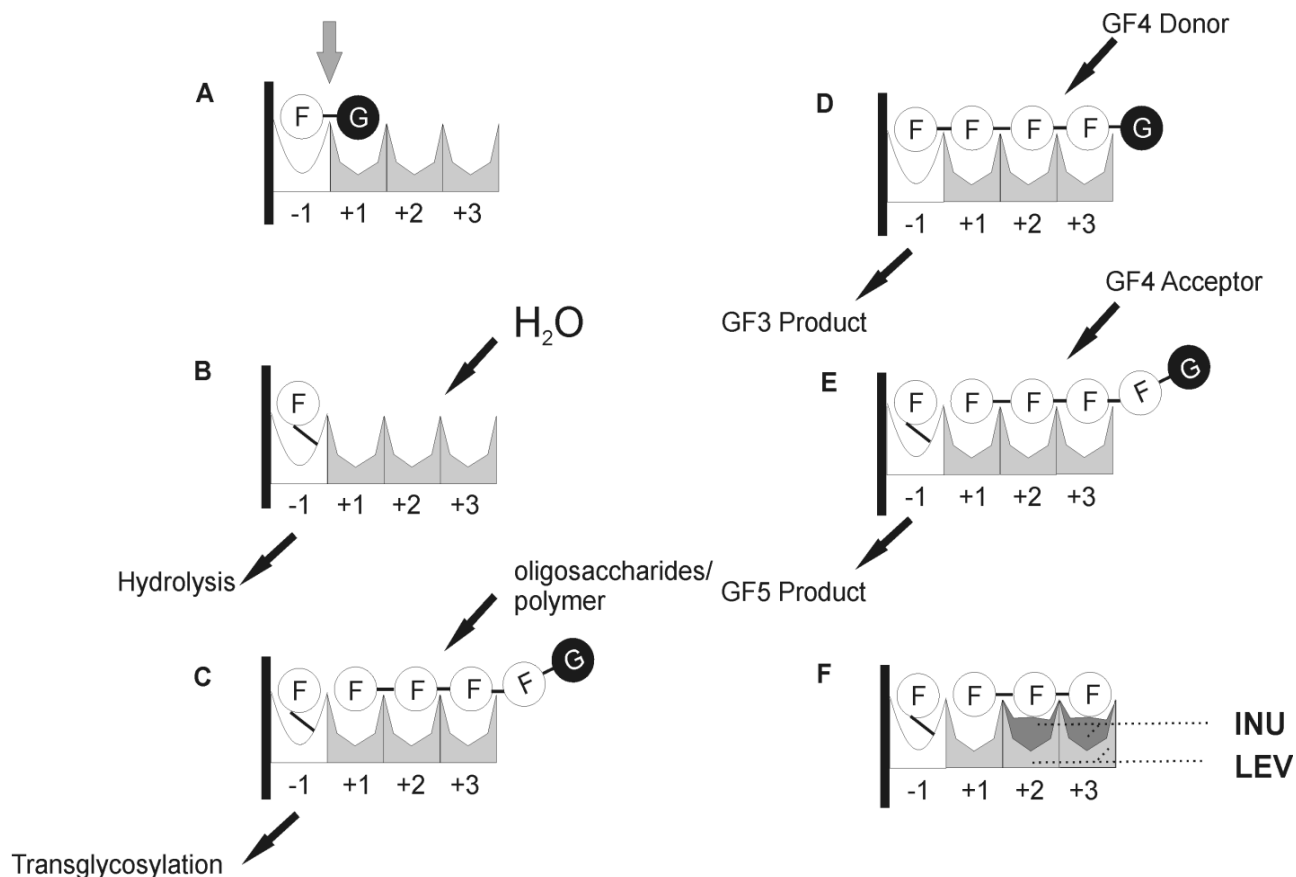 A
F G
-1 +1 +2 +3
H2O
B
F
-1 +1 +2 +3
Hydrolysis
oligosaccharides/
polymer
C
F F F F F G
-1 +1 +2 +3
Transglycosylation
GF4 Donor
D
F F F F G
-1 +1 +2 +3
GF3 Product
GF4 Acceptor
E
F F F F F G
-1 +1 +2 +3
GF5 Product
F
F F F F
INU
LEV
-1 +1 +2 +3